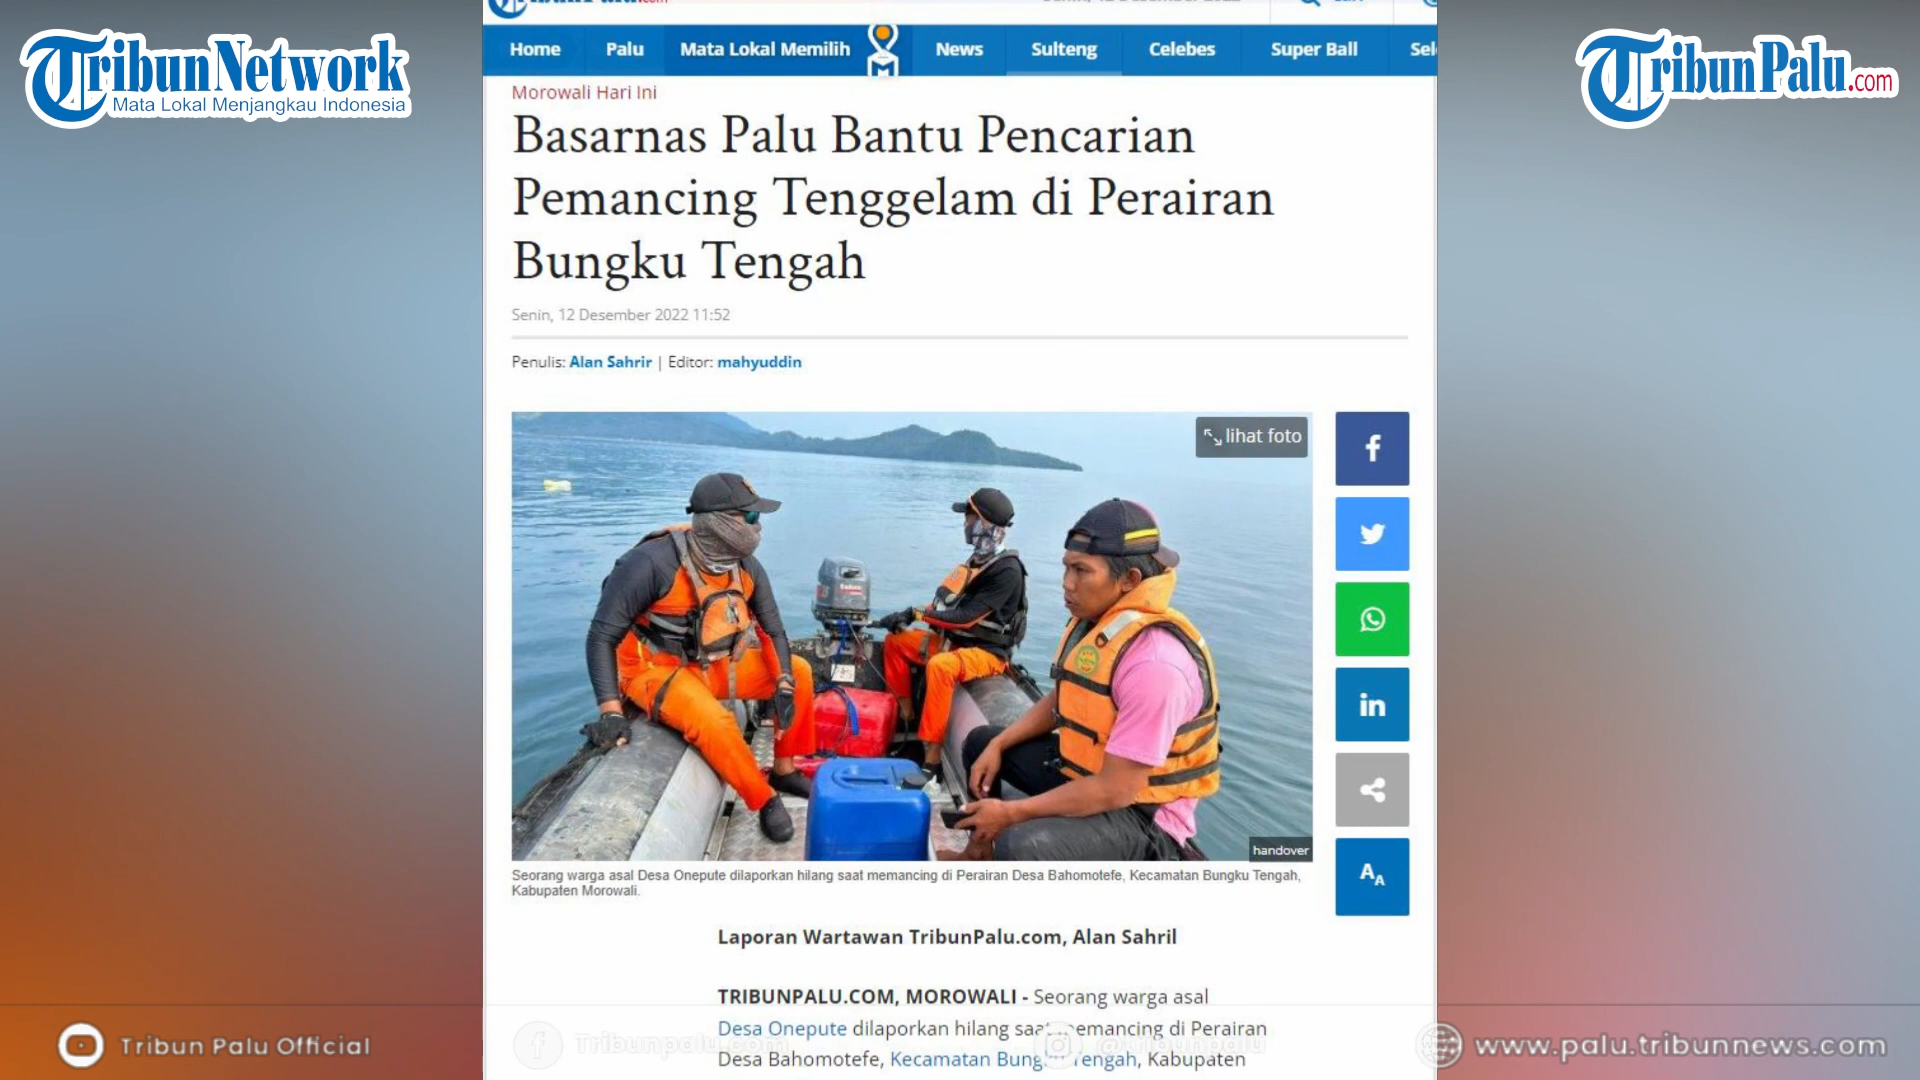 TribunNetwork
Mata Lokal Menjangkau Indonesia
TribunPalu.com
Home Palu Mata Lokal Memilih News Sulteng Celebes Super Ball
Morowali Hari Ini
Basarnas Palu Bantu Pencarian
Pemancing Tenggelam di Perairan
Bungku Tengah
Senin, 12 Desember 2022 11:52
Penulis: Alan Sahrir | Editor: mahyuddin
lihat foto
handover
Seorang warga asal Desa Onepute dilaporkan hilang saat memancing di Perairan Desa Bahomotefe, Kecamatan Bungku Tengah,
Kabupaten Morowali.
Laporan Wartawan TribunPalu.com, Alan Sahril
TRIBUNPALU.COM, MOROWALI - Seorang warga asal
Desa Onepute dilaporkan hilang saat memancing di Perairan
Desa Bahomotefe, Kecamatan Bungku Tengah, Kabupaten
Tribun Palu Official
Tribunpalu.com
@tribunpalu
www.palu.tribunnews.com